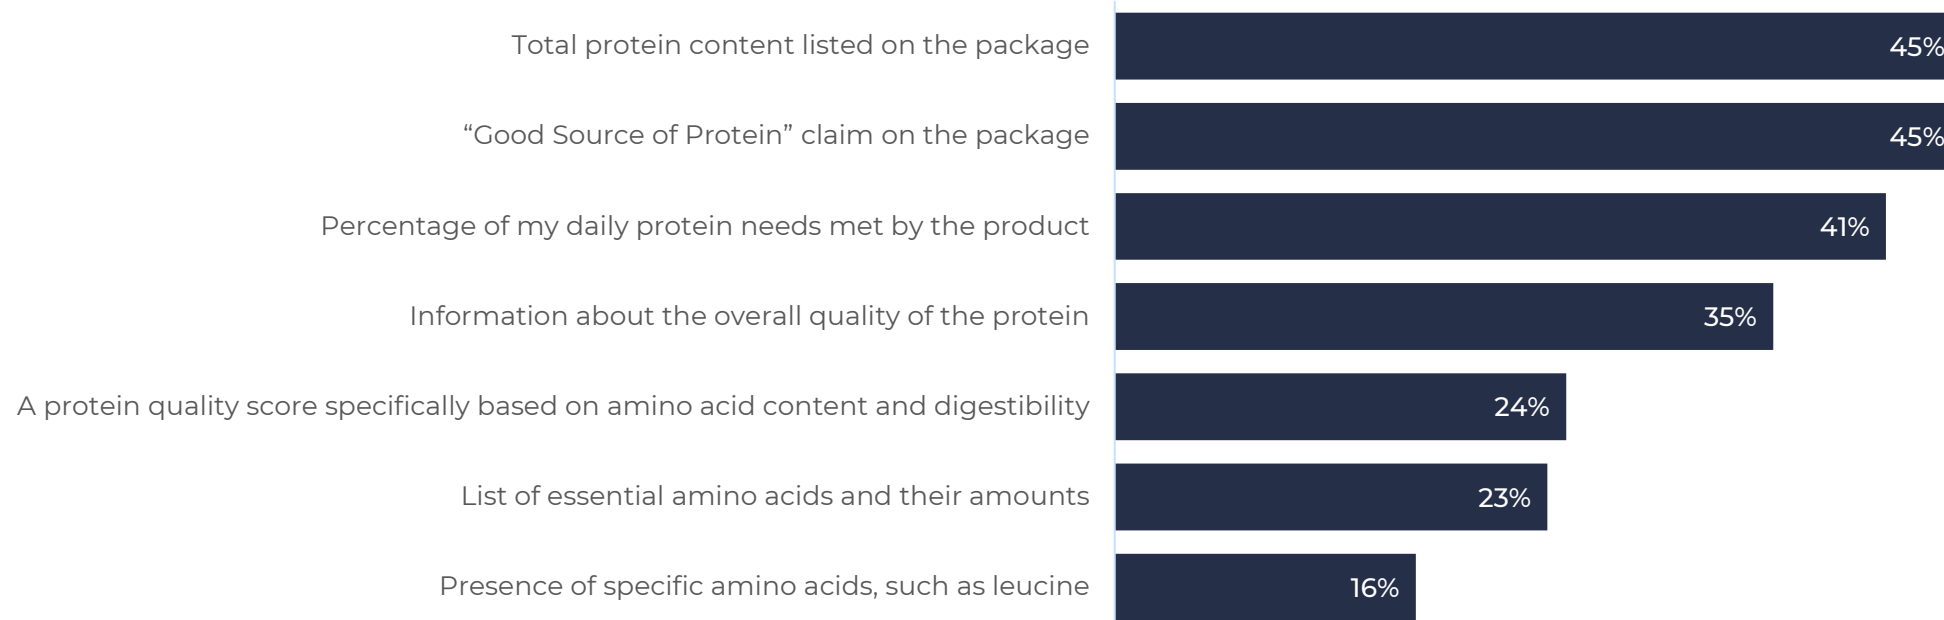 Total protein content listed on the package 45%
“Good Source of Protein” claim on the package 45%
Percentage of my daily protein needs met by the product 41%
Information about the overall quality of the protein 35%
A protein quality score specifically based on amino acid content and digestibility 24%
List of essential amino acids and their amounts 23%
Presence of specific amino acids, such as leucine 16%